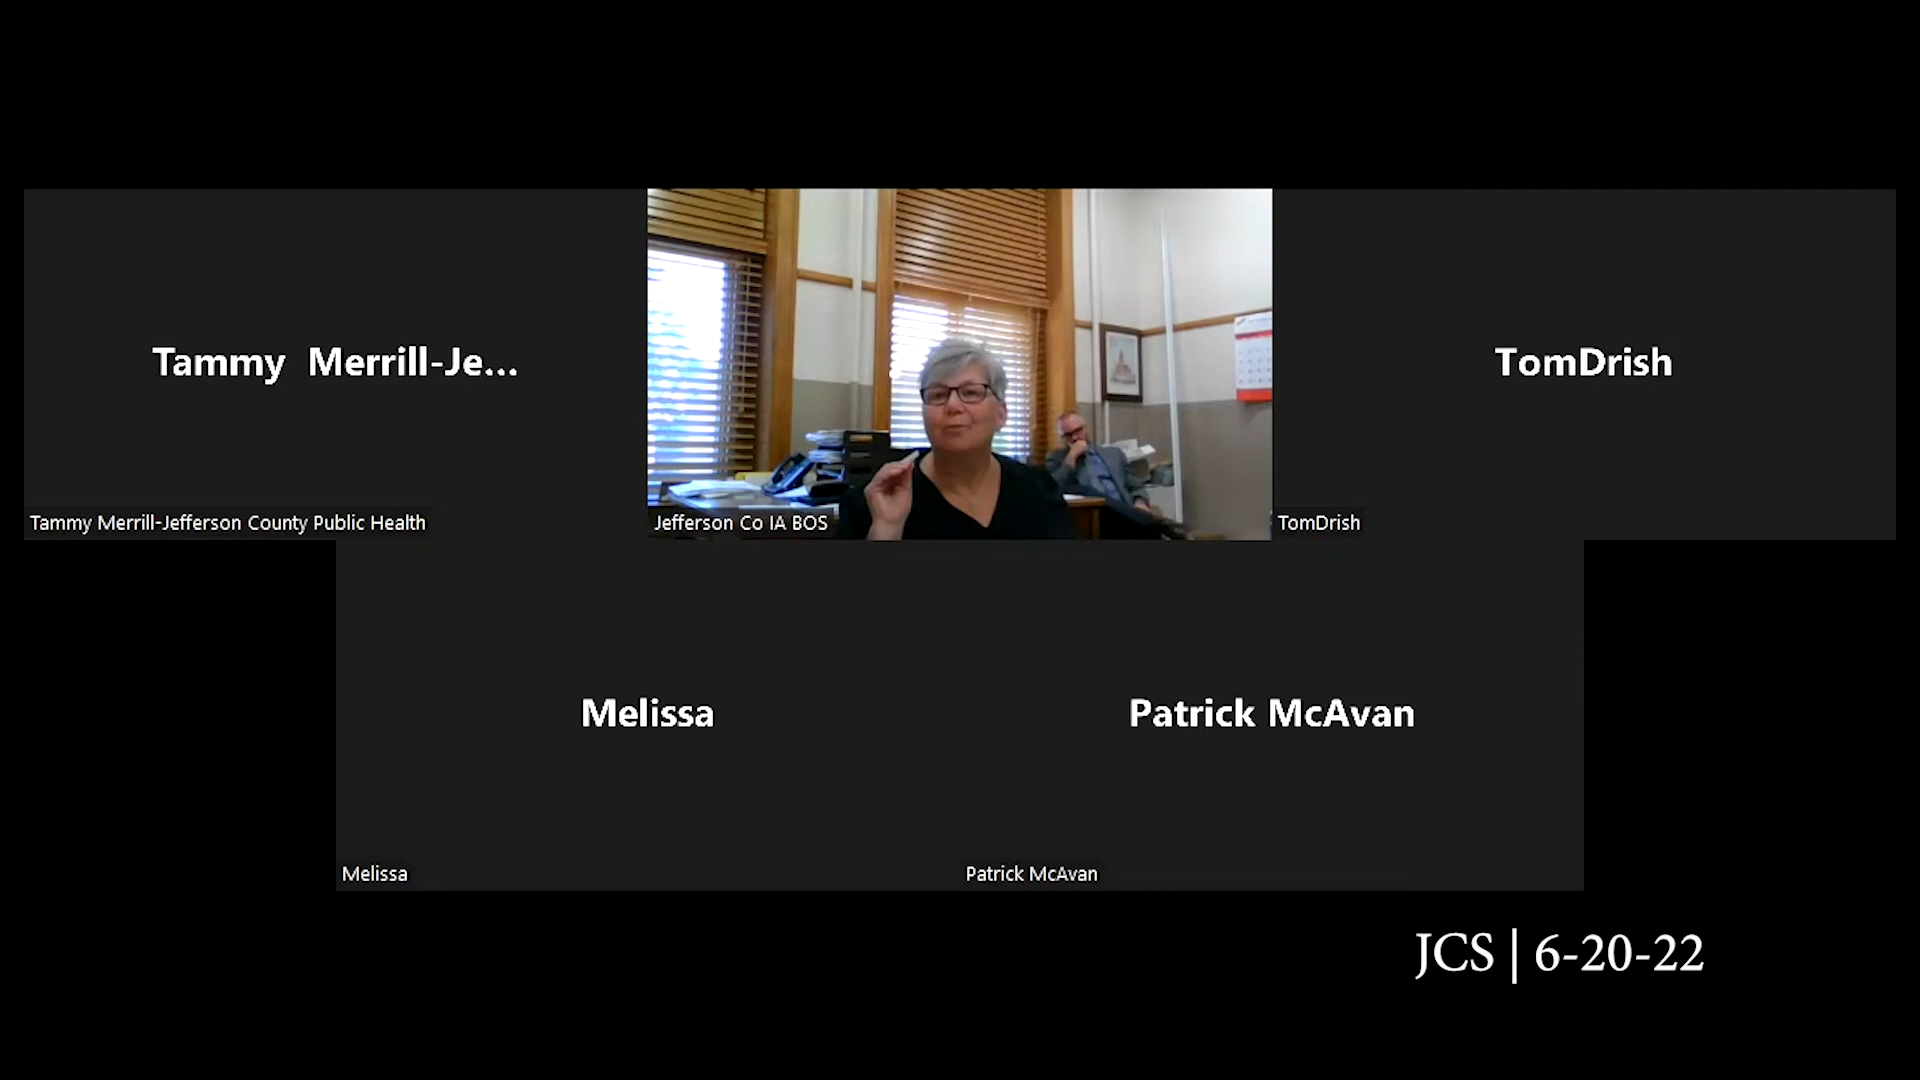 Tammy  Merrill-Je...
TomDrish
Tammy Merrill-Jefferson County Public Health
Jefferson Co IA BOS
TomDrish
Melissa
Patrick McAvan
Melissa
Patrick McAvan
JCS | 6-20-22